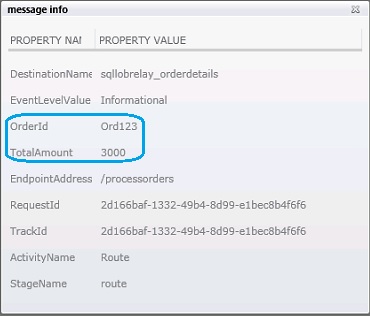 message info
PROPERTY NAM PROPERTY VALUE
DestinationName sqllobrelay_orderdetails
EventLevelValue Informational
OrderId Ord123
TotalAmount 3000
EndpointAddress /processorders
RequestId 2d166baf-1332-49b4-8d99-e1bec8b4f6f6
TrackId 2d166baf-1332-49b4-8d99-e1bec8b4f6f6
ActivityName Route
StageName route